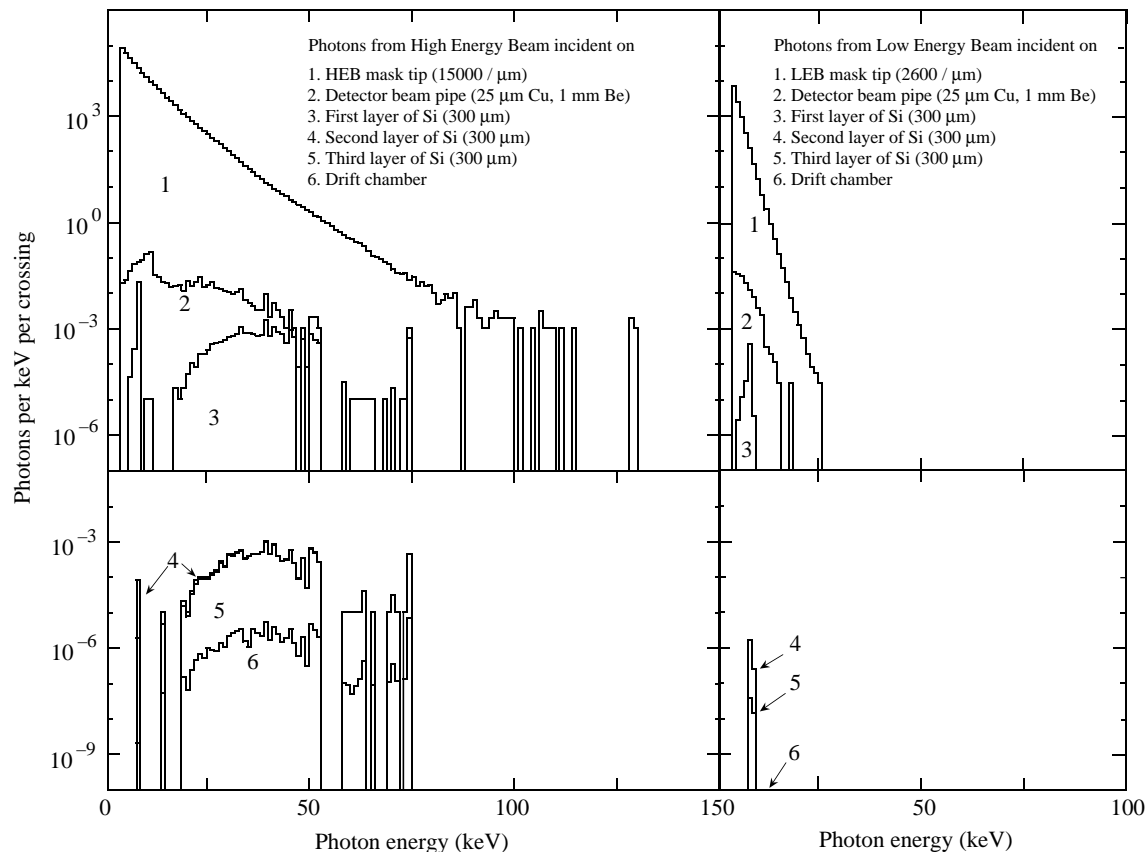 Photons from High Energy Beam incident on
1. HEB mask tip (15000 / μm)
2. Detector beam pipe (25 μm Cu, 1 mm Be)
3. First layer of Si (300 μm)
4. Second layer of Si (300 μm)
5. Third layer of Si (300 μm)
6. Drift chamber
Photons from Low Energy Beam incident on
1. LEB mask tip (2600 / μm)
2. Detector beam pipe (25 μm Cu, 1 mm Be)
3. First layer of Si (300 μm)
4. Second layer of Si (300 μm)
5. Third layer of Si (300 μm)
6. Drift chamber
Photons per keV per crossing
10^3
10^0
10^−3
10^−6
10^−3
10^−6
10^−9
1
2
3
4
5
6
1
2
3
4
5
6
0 50 100 150 50 100
Photon energy (keV)
Photon energy (keV)